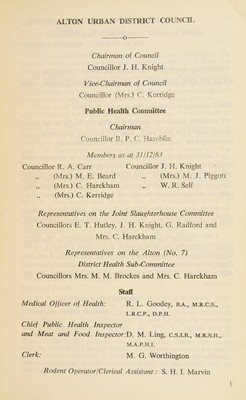 ALTON URBAN DISTRICT COUNCIL
Chairman of Council
Councillor J. H. Knight
Vice-Chairman of Council
Councillor (Mrs.) C. Kerridge
Public Health Committee
Chairman
Councillor B. P. C. Hamblin
Members as at 31/12/63
Councillor R. A. Carr Councillor J. H. Knight
„ (Mrs.) M. E. Beard „ (Mrs.) M. J. Piggott
„ (Mrs.) C. Harckham „ W. R. Self
„ (Mrs.) C. Kerridge
Representatives on the Joint Slaughterhouse Committee
Councillors E. T. Hutley, J. H. Knight, G. Radford and
Mrs. C. Harckham
Representatives on the Alton (No. 7)
District Health Sub-Committee
Councillors Mrs. M. M. Brockes and Mrs. C. Harckham
Staff
Medical Officer of Health: R. L. Goodey, B.A., M.R.C.S.,
L.R.C.P., D.P.H.
Chief Public Health Inspector
and Meat and Food Inspector: D. M. Ling, C.S.I.B., M.R.S.H.,
M.A.P.H.I.
Clerk: M. G. Worthington
Rodent Operator/Clerical Assistant: S. H. I. Marvin
1